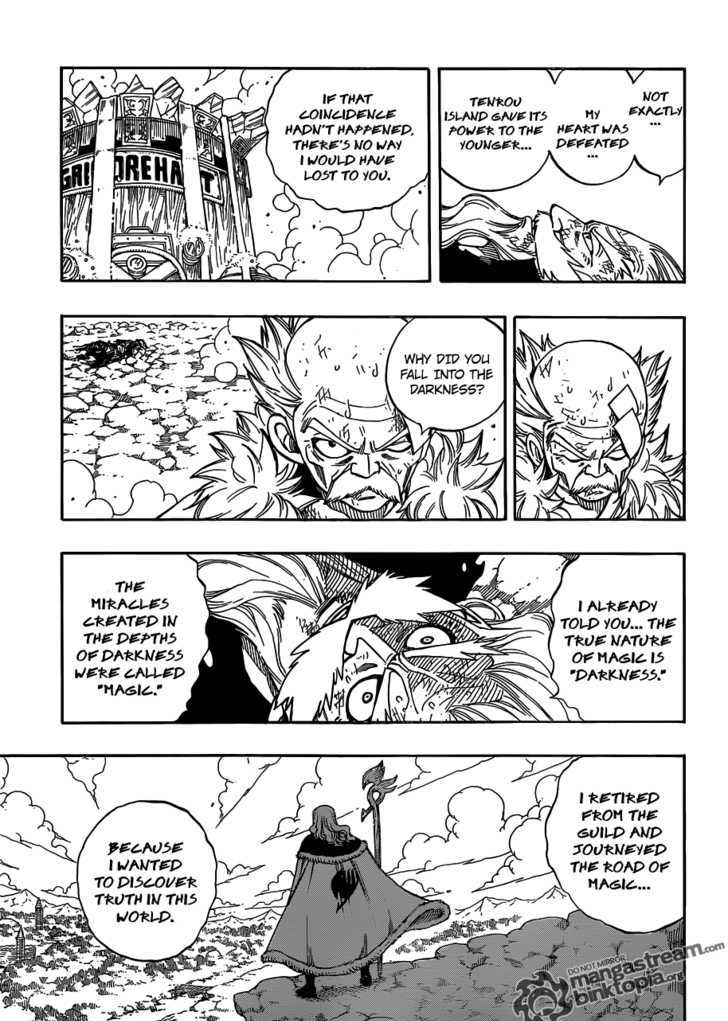 NOT
EXACTLY
...
MY
HEART WAS
DEFEATED
...
TENROU
ISLAND GAVE ITS
POWER TO THE
YOUNGER...
IF THAT
COINCIDENCE
HADN'T HAPPENED,
THERE'S NO WAY
I WOULD HAVE
LOST TO YOU.
WHY DID YOU
FALL INTO THE
DARKNESS?
I ALREADY
TOLD YOU... THE
TRUE NATURE
OF MAGIC IS
"DARKNESS."
THE
MIRACLES
CREATED IN
THE DEPTHS
OF DARKNESS
WERE CALLED
"MAGIC."
I RETIRED
FROM THE
GUILD AND
JOURNEYED
THE ROAD OF
MAGIC...
BECAUSE
I WANTED
TO DISCOVER
TRUTH IN THIS
WORLD.
DO NOT MIRROR
mangastream.com
binktopia.org